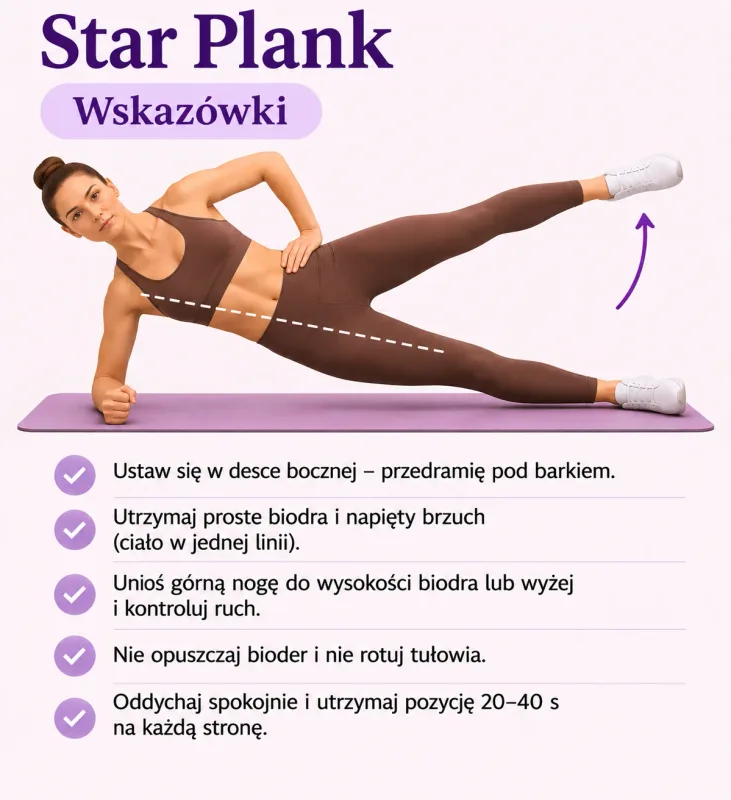 Star Plank
Wskazówki
Ustaw się w desce bocznej – przedramię pod barkiem.
Utrzymaj proste biodra i napięty brzuch
(ciało w jednej linii).
Unioś górną nogę do wysokości biodra lub wyżej
i kontroluj ruch.
Nie opuszczaj bioder i nie rotuj tułowia.
Oddychaj spokojnie i utrzymaj pozycję 20–40 s
na każdą stronę.